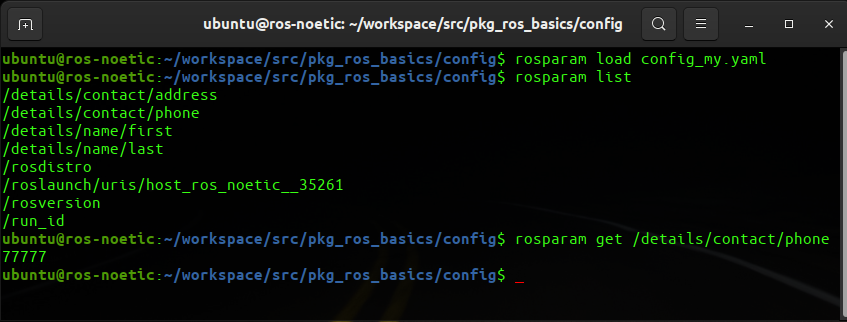 ubuntu@ros-noetic: ~/workspace/src/pkg_ros_basics/config
ubuntu@ros-noetic:~/workspace/src/pkg_ros_basics/config$ rosparam load config_my.yaml
ubuntu@ros-noetic:~/workspace/src/pkg_ros_basics/config$ rosparam list
/details/contact/address
/details/contact/phone
/details/name/first
/details/name/last
/rosdistro
/roslaunch/uris/host_ros_noetic__35261
/rosversion
/run_id
ubuntu@ros-noetic:~/workspace/src/pkg_ros_basics/config$ rosparam get /details/contact/phone
77777
ubuntu@ros-noetic:~/workspace/src/pkg_ros_basics/config$ _